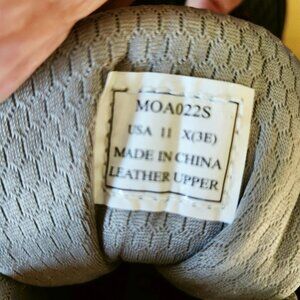 MOA022S
USA 11 X(3E)
MADE IN CHINA
LEATHER UPPER